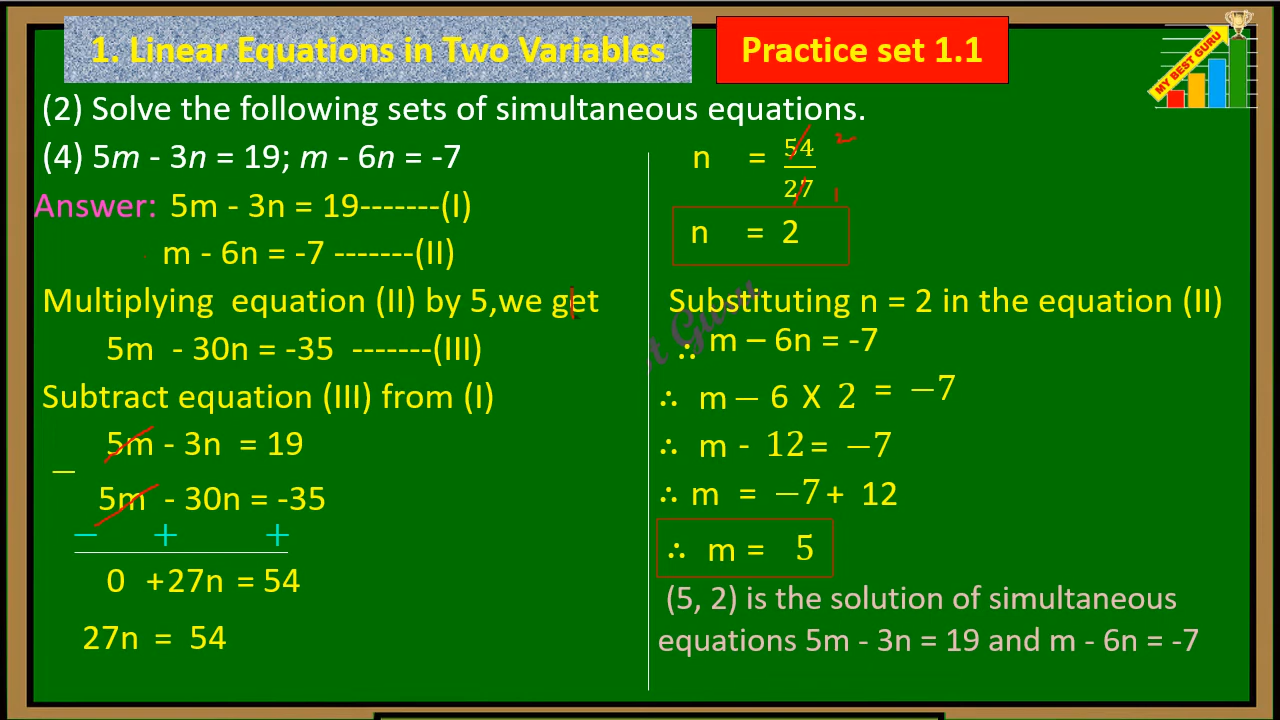 1. Linear Equations in Two Variables
Practice set 1.1
MY BEST GURU
(2) Solve the following sets of simultaneous equations.
(4) 5m - 3n = 19; m - 6n = -7
Answer: 5m - 3n = 19-------(I)
m - 6n = -7 -------(II)
Multiplying equation (II) by 5,we get
5m - 30n = -35 -------(III)
Subtract equation (III) from (I)
5m - 3n = 19
−
5m - 30n = -35
− + +
0 +27n = 54
27n = 54
n = 54/27
2
1
n = 2
Substituting n = 2 in the equation (II)
∴ m – 6n = -7
∴ m − 6 X 2 = −7
∴ m - 12 = −7
∴ m = −7 + 12
∴ m = 5
(5, 2) is the solution of simultaneous
equations 5m - 3n = 19 and m - 6n = -7